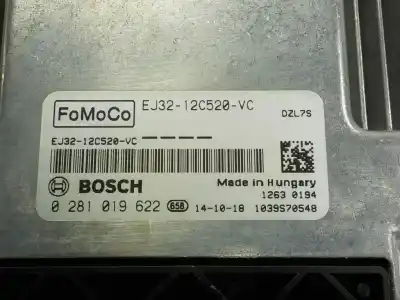 FoMoCo EJ32-12C520-VC DZL7S
EJ32-12C520-VC
BOSCH Made in Hungary
1263 0194
0 281 019 622 658 14-10-18 1039S70548